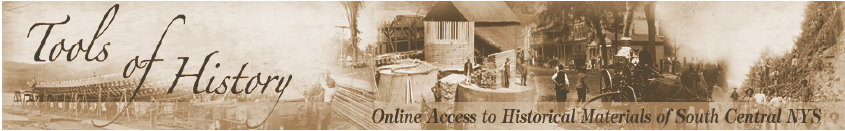 Tools of History
Online Access to Historical Materials of South Central NYS